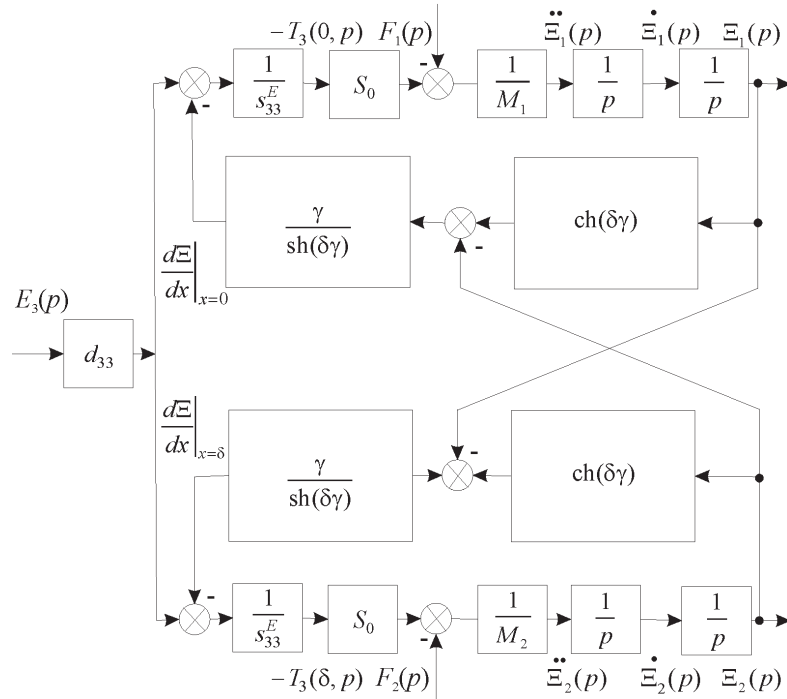 −T₃(0, p) F₁(p) Ξ̈₁(p) Ξ̇₁(p) Ξ₁(p)
1/s₃₃ᴱ S₀ 1/M₁ 1/p 1/p
- -
γ/sh(δγ) ch(δγ)
-
dΞ/dx|ₓ₌₀
E₃(p)
d₃₃
dΞ/dx|ₓ₌δ
-
γ/sh(δγ) ch(δγ)
- -
1/s₃₃ᴱ S₀ 1/M₂ 1/p 1/p
−T₃(δ, p) F₂(p) Ξ̈₂(p) Ξ̇₂(p) Ξ₂(p)